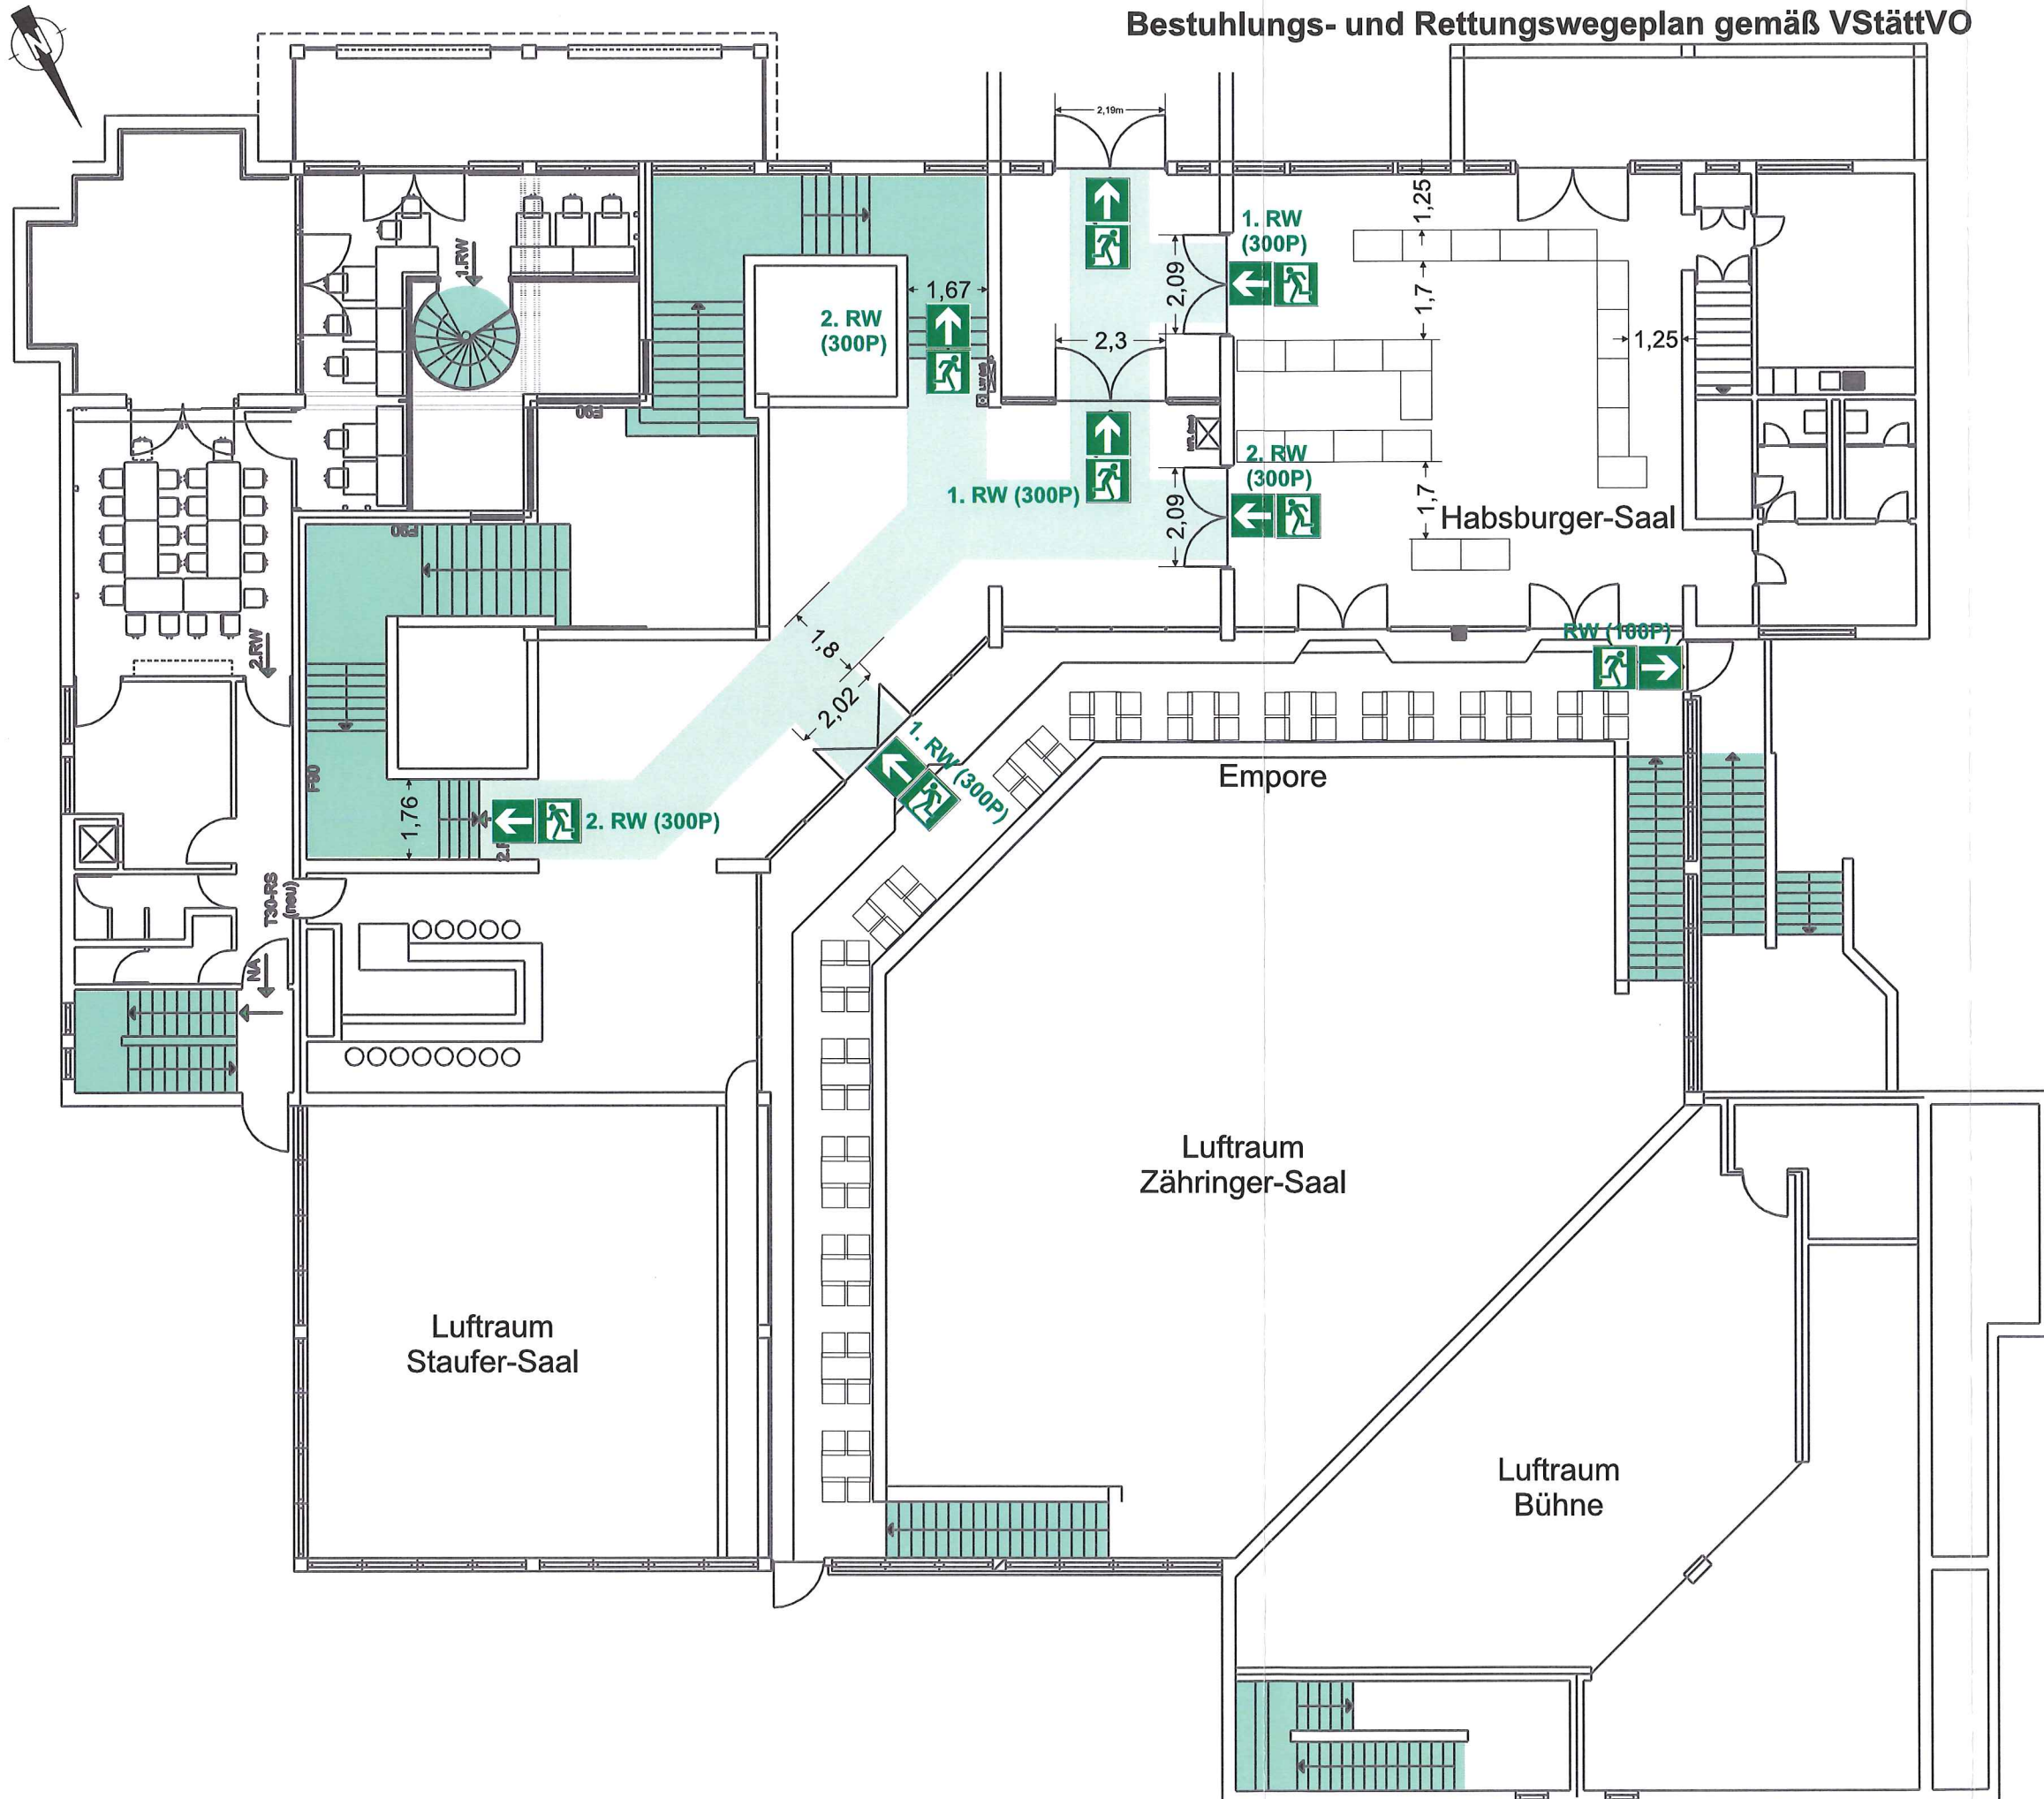 Bestuhlungs- und Rettungswegeplan gemäß VStättVO
N
2,19m
1,25
1. RW
(300P)
2,09
1.RW
1,67
1,7
2. RW
(300P)
2,3
1,25
F90
2. RW
(300P)
1. RW (300P)
1,7
2,09
Habsburger-Saal
F90
1,8
RW (100P)
2.RW
2,02
1. RW (300P)
Empore
F90
1,76
2. RW (300P)
T30-RS
(neu)
NA
Luftraum
Zähringer-Saal
Luftraum
Staufer-Saal
Luftraum
Bühne